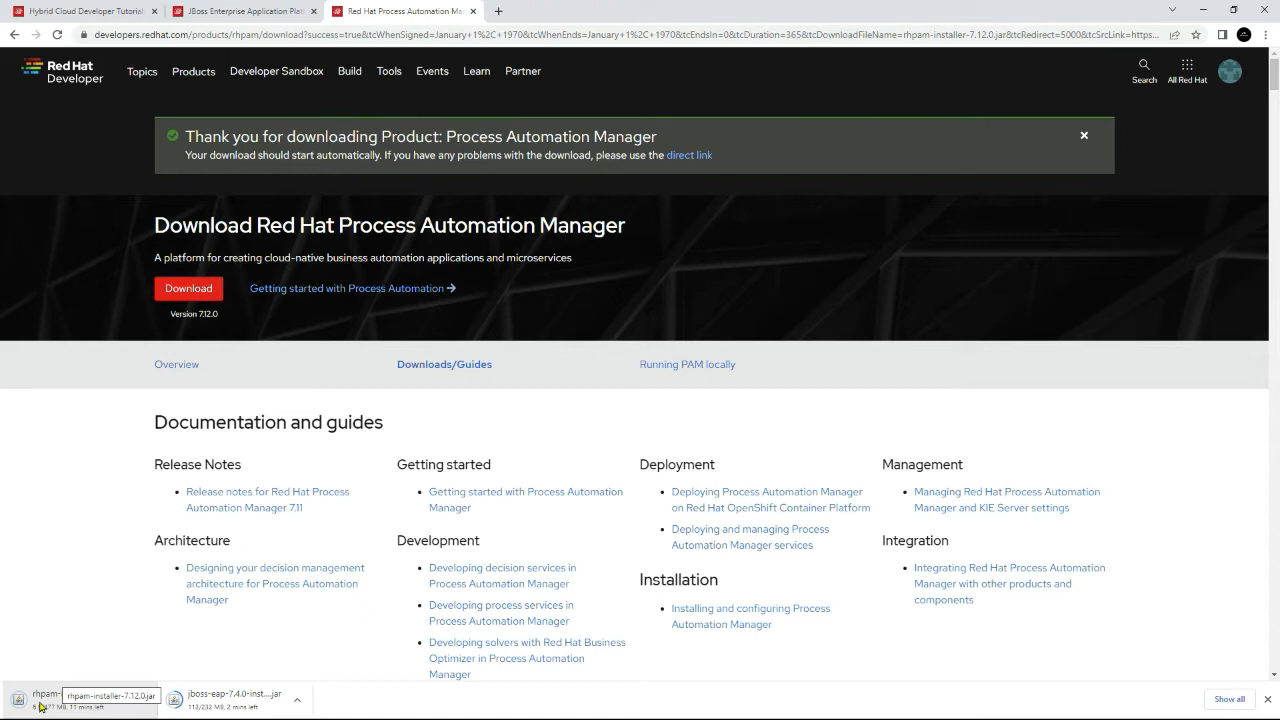 Hybrid Cloud Developer Tutorials
JBoss Enterprise Application Plat
Red Hat Process Automation Ma
developers.redhat.com/products/rhpam/download?success=true&tcWhenSigned=January+1%2C+1970&tcWhenEnds=January+1%2C+1970&tcEndsIn=0&tcDuration=365&tcDownloadFileName=rhpam-installer-7.12.0.jar&tcRedirect=5000&tcSrcLink=https...
Red Hat
Developer
Topics
Products
Developer Sandbox
Build
Tools
Events
Learn
Partner
Search
All Red Hat
Thank you for downloading Product: Process Automation Manager
Your download should start automatically. If you have any problems with the download, please use the direct link
Download Red Hat Process Automation Manager
A platform for creating cloud-native business automation applications and microservices
Download
Getting started with Process Automation
Version 7.12.0
Overview
Downloads/Guides
Running PAM locally
Documentation and guides
Release Notes
Release notes for Red Hat Process
Automation Manager 7.11
Architecture
Designing your decision management
architecture for Process Automation
Manager
Getting started
Getting started with Process Automation
Manager
Development
Developing decision services in
Process Automation Manager
Developing process services in
Process Automation Manager
Developing solvers with Red Hat Business
Optimizer in Process Automation
Manager
Deployment
Deploying Process Automation Manager
on Red Hat OpenShift Container Platform
Deploying and managing Process
Automation Manager services
Installation
Installing and configuring Process
Automation Manager
Management
Managing Red Hat Process Automation
Manager and KIE Server settings
Integration
Integrating Red Hat Process Automation
Manager with other products and
components
rhpam-
rhpam-installer-7.12.0.jar
77 MB, 11 mins left
jboss-eap-7.4.0-inst....jar
113/232 MB, 2 mins left
Show all